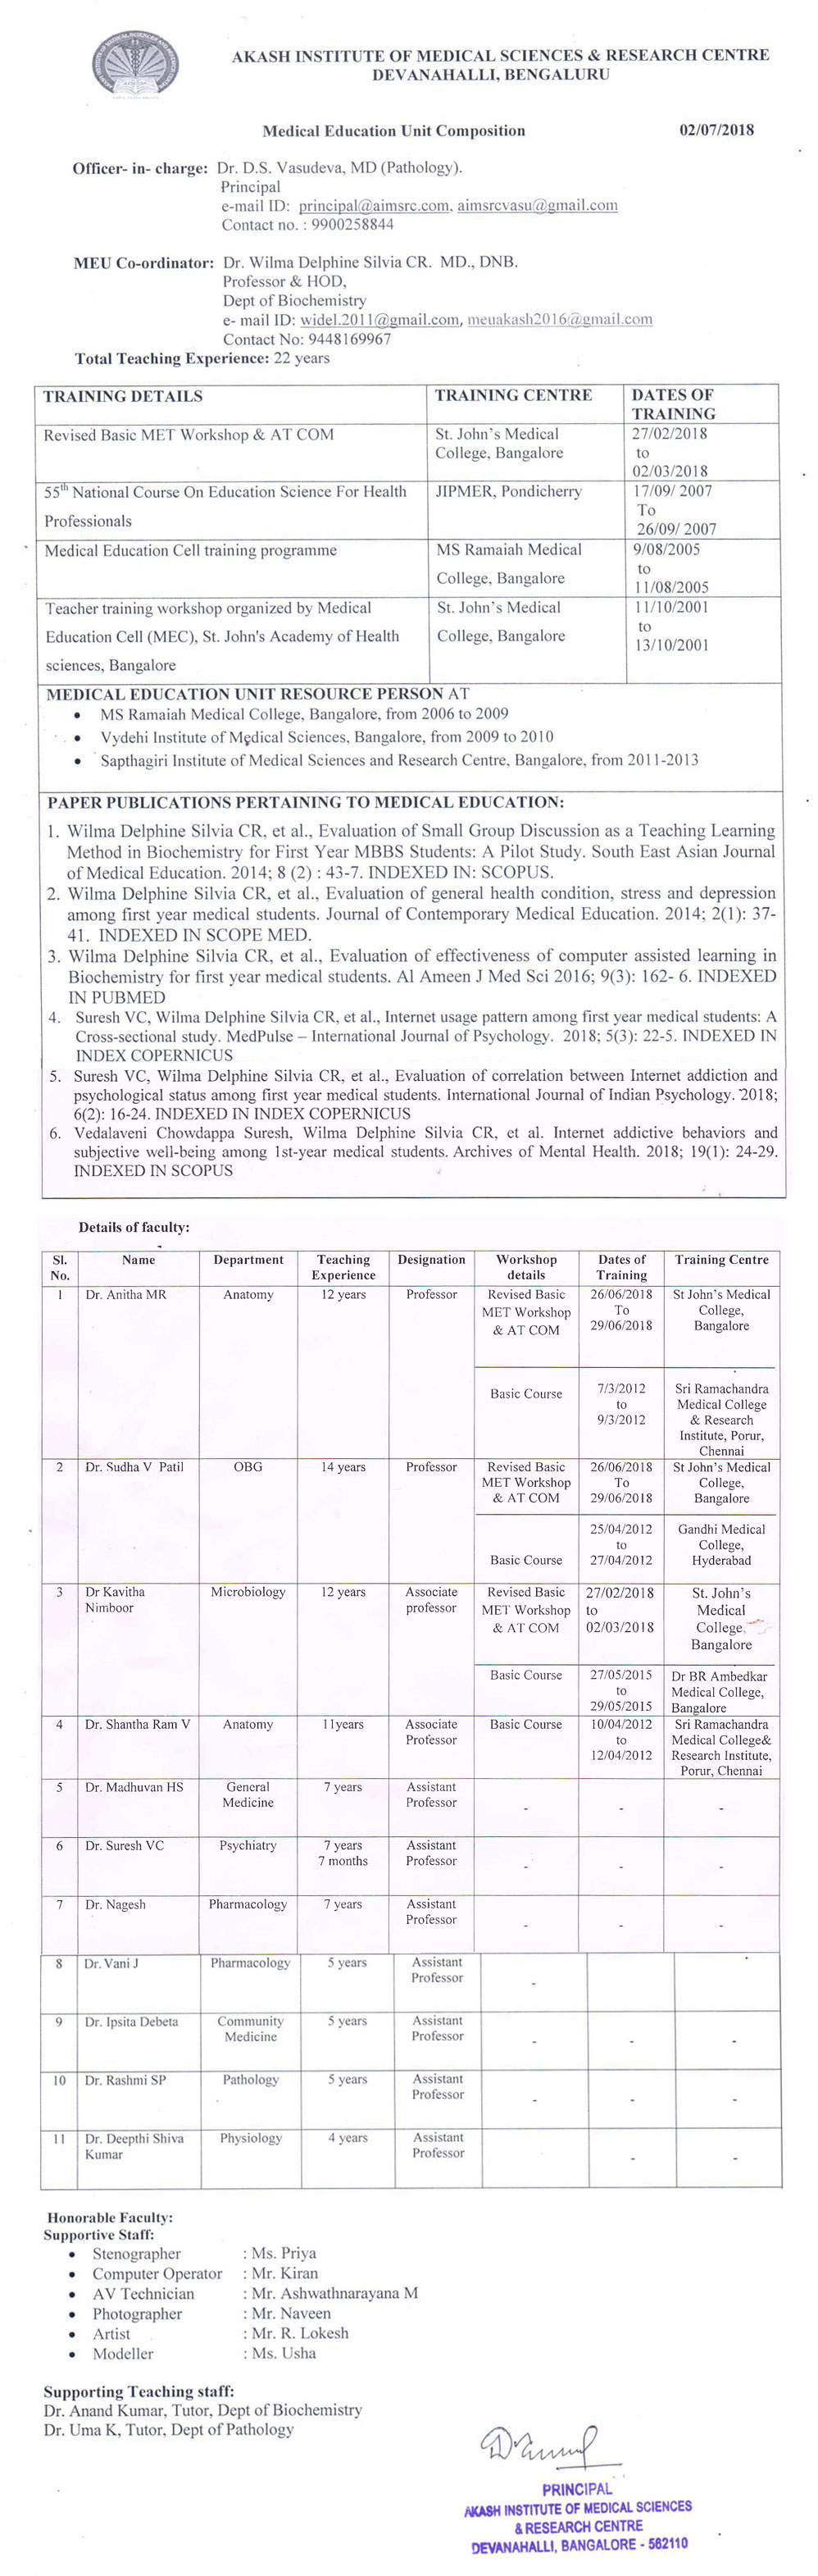 AKASH INSTITUTE OF MEDICAL SCIENCES & RESEARCH CENTRE
DEVANAHALLI, BENGALURU
Medical Education Unit Composition 02/07/2018
Officer- in- charge: Dr. D.S. Vasudeva, MD (Pathology).
Principal
e-mail ID: principal@aimsrc.com, aimsrcvasu@gmail.com
Contact no. : 9900258844
MEU Co-ordinator: Dr. Wilma Delphine Silvia CR. MD., DNB.
Professor & HOD,
Dept of Biochemistry
e- mail ID: widel.2011@gmail.com, meuakash2016@gmail.com
Contact No: 9448169967
Total Teaching Experience: 22 years
TRAINING DETAILS TRAINING CENTRE DATES OF
TRAINING
Revised Basic MET Workshop & AT COM St. John's Medical 27/02/2018
College, Bangalore to
02/03/2018
55th National Course On Education Science For Health JIPMER, Pondicherry 17/09/ 2007
Professionals To
26/09/ 2007
Medical Education Cell training programme MS Ramaiah Medical 9/08/2005
College, Bangalore to
11/08/2005
Teacher training workshop organized by Medical St. John's Medical 11/10/2001
Education Cell (MEC), St. John's Academy of Health College, Bangalore to
sciences, Bangalore 13/10/2001
MEDICAL EDUCATION UNIT RESOURCE PERSON AT
• MS Ramaiah Medical College, Bangalore, from 2006 to 2009
• Vydehi Institute of Medical Sciences, Bangalore, from 2009 to 2010
• Sapthagiri Institute of Medical Sciences and Research Centre, Bangalore, from 2011-2013
PAPER PUBLICATIONS PERTAINING TO MEDICAL EDUCATION:
1. Wilma Delphine Silvia CR, et al., Evaluation of Small Group Discussion as a Teaching Learning
Method in Biochemistry for First Year MBBS Students: A Pilot Study. South East Asian Journal
of Medical Education. 2014; 8 (2) : 43-7. INDEXED IN: SCOPUS.
2. Wilma Delphine Silvia CR, et al., Evaluation of general health condition, stress and depression
among first year medical students. Journal of Contemporary Medical Education. 2014; 2(1): 37-
41. INDEXED IN SCOPE MED.
3. Wilma Delphine Silvia CR, et al., Evaluation of effectiveness of computer assisted learning in
Biochemistry for first year medical students. Al Ameen J Med Sci 2016; 9(3): 162- 6. INDEXED
IN PUBMED
4. Suresh VC, Wilma Delphine Silvia CR, et al., Internet usage pattern among first year medical students: A
Cross-sectional study. MedPulse – International Journal of Psychology. 2018; 5(3): 22-5. INDEXED IN
INDEX COPERNICUS
5. Suresh VC, Wilma Delphine Silvia CR, et al., Evaluation of correlation between Internet addiction and
psychological status among first year medical students. International Journal of Indian Psychology. 2018;
6(2): 16-24. INDEXED IN INDEX COPERNICUS
6. Vedalaveni Chowdappa Suresh, Wilma Delphine Silvia CR, et al. Internet addictive behaviors and
subjective well-being among 1st-year medical students. Archives of Mental Health. 2018; 19(1): 24-29.
INDEXED IN SCOPUS
Details of faculty:
Sl. Name Department Teaching Designation Workshop Dates of Training Centre
No. Experience details Training
1 Dr. Anitha MR Anatomy 12 years Professor Revised Basic 26/06/2018 St John's Medical
MET Workshop To College,
& AT COM 29/06/2018 Bangalore
Basic Course 7/3/2012 Sri Ramachandra
to Medical College
9/3/2012 & Research
Institute, Porur,
Chennai
2 Dr. Sudha V Patil OBG 14 years Professor Revised Basic 26/06/2018 St John's Medical
MET Workshop To College,
& AT COM 29/06/2018 Bangalore
25/04/2012 Gandhi Medical
to College,
Basic Course 27/04/2012 Hyderabad
3 Dr Kavitha Microbiology 12 years Associate Revised Basic 27/02/2018 St. John's
Nimboor professor MET Workshop to Medical
& AT COM 02/03/2018 College,
Bangalore
Basic Course 27/05/2015 Dr BR Ambedkar
to Medical College,
29/05/2015 Bangalore
4 Dr. Shantha Ram V Anatomy 11years Associate Basic Course 10/04/2012 Sri Ramachandra
Professor to Medical College&
12/04/2012 Research Institute,
Porur, Chennai
5 Dr. Madhuvan HS General 7 years Assistant
Medicine Professor - - -
6 Dr. Suresh VC Psychiatry 7 years Assistant
7 months Professor - - -
7 Dr. Nagesh Pharmacology 7 years Assistant
Professor - - -
8 Dr. Vani J Pharmacology 5 years Assistant
Professor -
9 Dr. Ipsita Debeta Community 5 years Assistant
Medicine Professor - - -
10 Dr. Rashmi SP Pathology 5 years Assistant
Professor - - -
11 Dr. Deepthi Shiva Physiology 4 years Assistant
Kumar Professor - -
Honorable Faculty:
Supportive Staff:
• Stenographer : Ms. Priya
• Computer Operator : Mr. Kiran
• AV Technician : Mr. Ashwathnarayana M
• Photographer : Mr. Naveen
• Artist : Mr. R. Lokesh
• Modeller : Ms. Usha
Supporting Teaching staff:
Dr. Anand Kumar, Tutor, Dept of Biochemistry
Dr. Uma K, Tutor, Dept of Pathology
PRINCIPAL
AKASH INSTITUTE OF MEDICAL SCIENCES
& RESEARCH CENTRE
DEVANAHALLI, BANGALORE - 562110